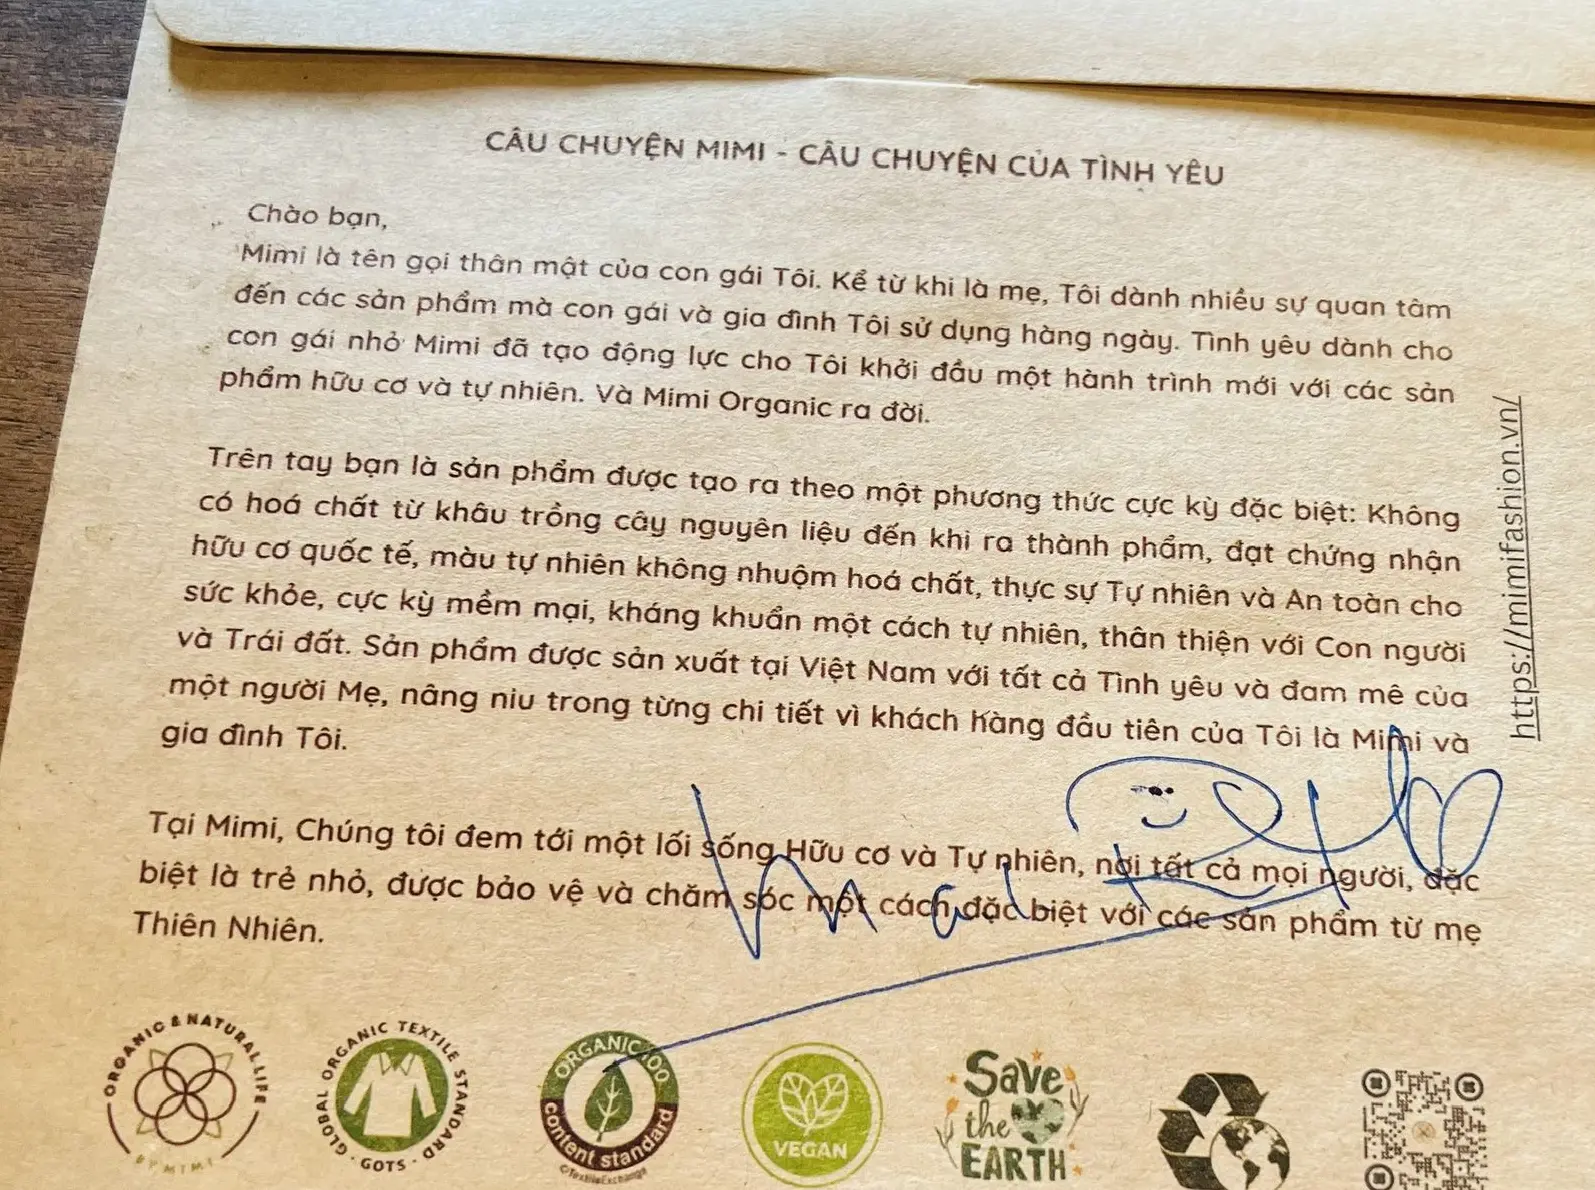 CÂU CHUYỆN MIMI - CÂU CHUYỆN CỦA TÌNH YÊU
Chào bạn,
Mimi là tên gọi thân mật của con gái Tôi. Kể từ khi là mẹ, Tôi dành nhiều sự quan tâm
đến các sản phẩm mà con gái và gia đình Tôi sử dụng hàng ngày. Tình yêu dành cho
con gái nhỏ Mimi đã tạo động lực cho Tôi khởi đầu một hành trình mới với các sản
phẩm hữu cơ và tự nhiên. Và Mimi Organic ra đời.
Trên tay bạn là sản phẩm được tạo ra theo một phương thức cực kỳ đặc biệt: Không
có hoá chất từ khâu trồng cây nguyên liệu đến khi ra thành phẩm, đạt chứng nhận
hữu cơ quốc tế, màu tự nhiên không nhuộm hoá chất, thực sự Tự nhiên và An toàn cho
sức khỏe, cực kỳ mềm mại, kháng khuẩn một cách tự nhiên, thân thiện với Con người
và Trái đất. Sản phẩm được sản xuất tại Việt Nam với tất cả Tình yêu và đam mê của
một người Mẹ, nâng niu trong từng chi tiết vì khách hàng đầu tiên của Tôi là Mimi và
gia đình Tôi.
Tại Mimi, Chúng tôi đem tới một lối sống Hữu cơ và Tự nhiên, nơi tất cả mọi người, đặc
biệt là trẻ nhỏ, được bảo vệ và chăm sóc một cách đặc biệt với các sản phẩm từ mẹ
Thiên Nhiên.
https://mimifashion.vn/
ORGANIC & NATURAL LIFE
BY MIMI
GLOBAL ORGANIC TEXTILE STANDARD
· GOTS ·
ORGANIC 100
content standard
©TextileExchange
VEGAN
Save
the
EARTH